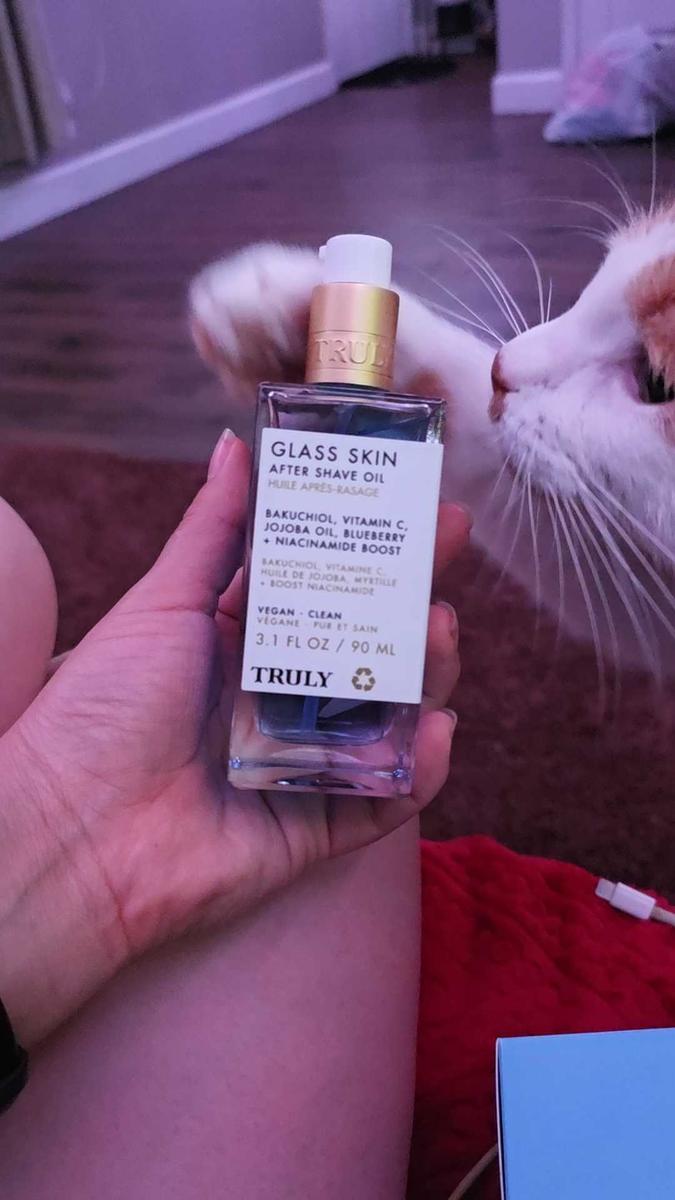 TRULY
GLASS SKIN
AFTER SHAVE OIL
HUILE APRÈS-RASAGE
BAKUCHIOL, VITAMIN C,
JOJOBA OIL, BLUEBERRY
+ NIACINAMIDE BOOST
BAKUCHIOL, VITAMINE C,
HUILE DE JOJOBA, MYRTILLE
+ BOOST NIACINAMIDE
VEGAN - CLEAN
VÉGANE - PUR ET SAIN
3.1 FL OZ / 90 ML
TRULY